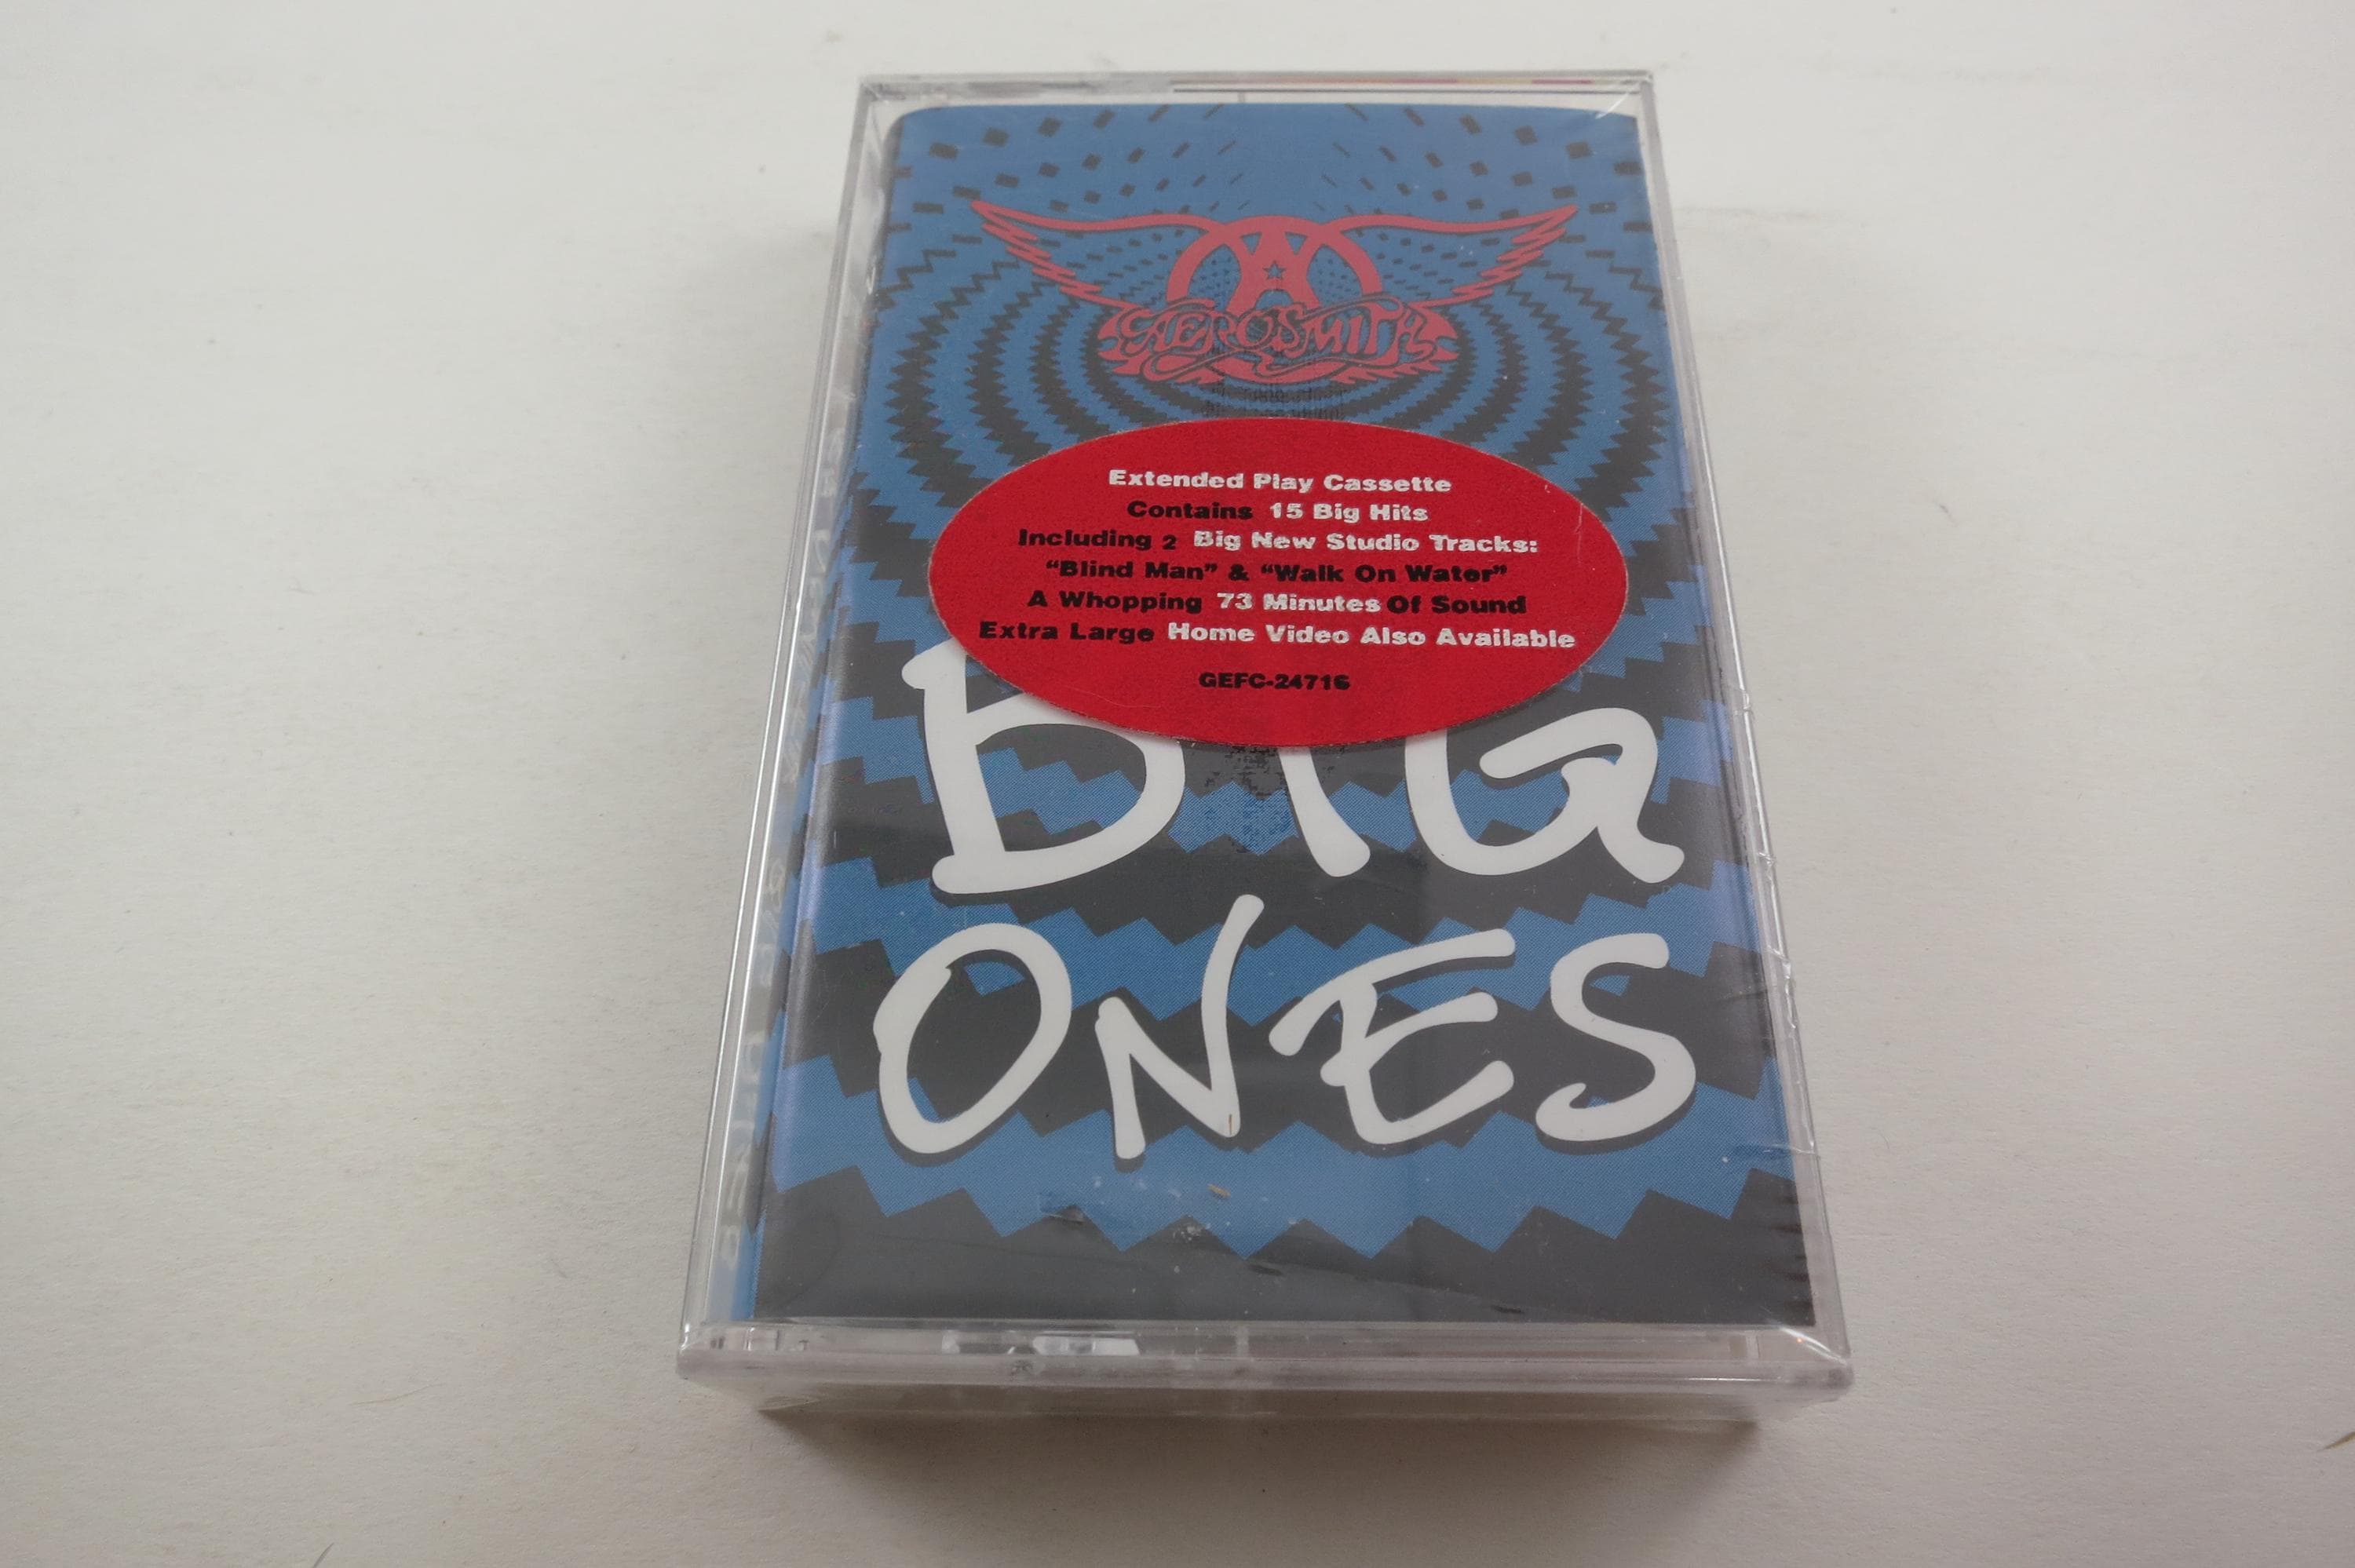 AEROSMITH
Extended Play Cassette
Contains 15 Big Hits
Including 2 Big New Studio Tracks:
“Blind Man” & “Walk On Water”
A Whopping 73 Minutes Of Sound
Extra Large Home Video Also Available
GEFC-24716
BIG
ONES